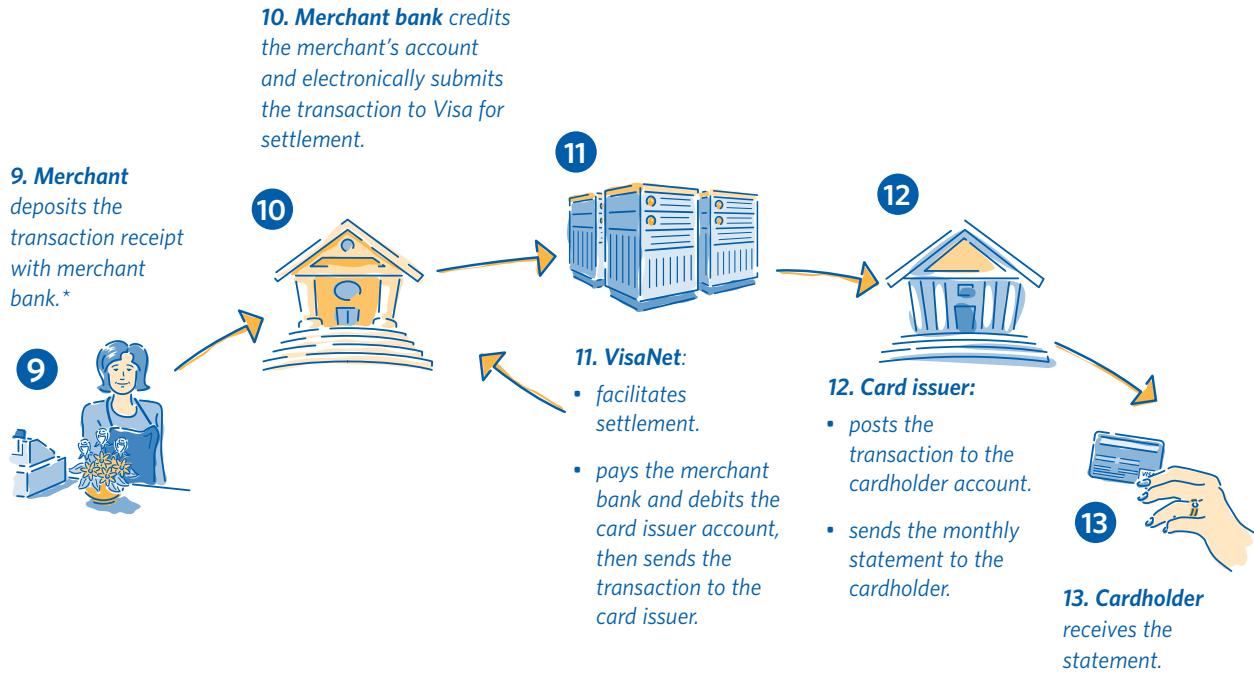 10. Merchant bank credits
the merchant’s account
and electronically submits
the transaction to Visa for
settlement.
9. Merchant
deposits the
transaction receipt
with merchant
bank.*
9
10
11
12
11. VisaNet:
• facilitates
settlement.
• pays the merchant
bank and debits the
card issuer account,
then sends the
transaction to the
card issuer.
12. Card issuer:
• posts the
transaction to the
cardholder account.
• sends the monthly
statement to the
cardholder.
VISA
13
13. Cardholder
receives the
statement.